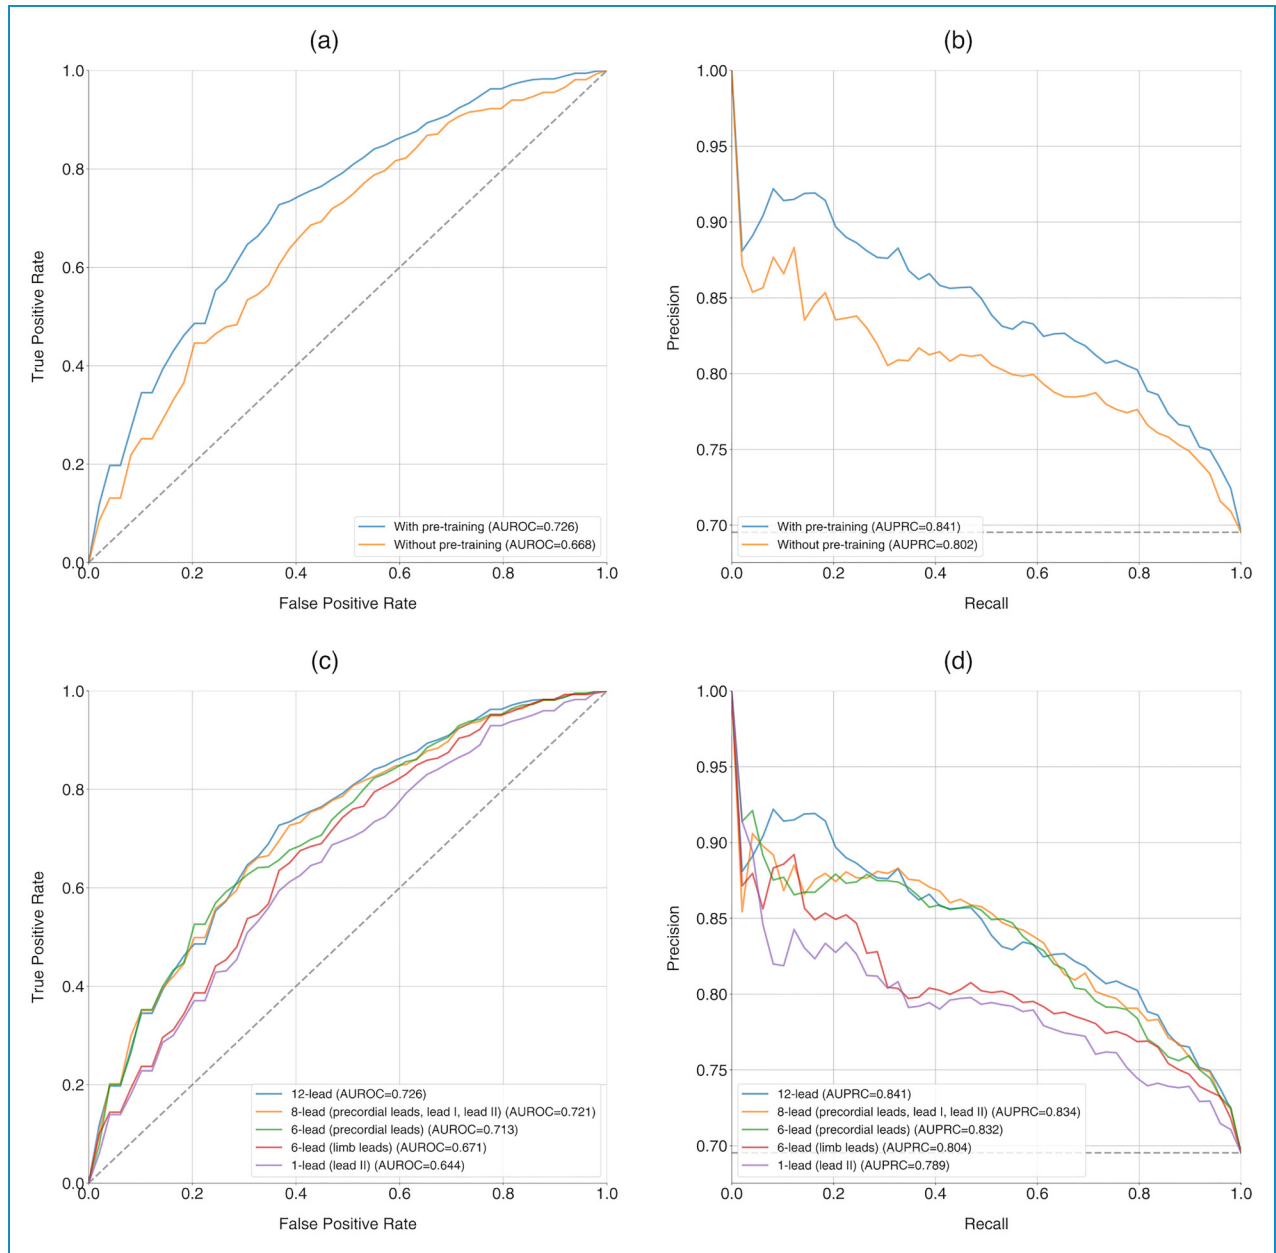 (a)
1.0
0.8
0.6
0.4
0.2
0.0
True Positive Rate
With pre-training (AUROC=0.726)
Without pre-training (AUROC=0.668)
0.0 0.2 0.4 0.6 0.8 1.0
False Positive Rate
(b)
1.00
0.95
0.90
0.85
0.80
0.75
0.70
Precision
With pre-training (AUPRC=0.841)
Without pre-training (AUPRC=0.802)
0.0 0.2 0.4 0.6 0.8 1.0
Recall
(c)
1.0
0.8
0.6
0.4
0.2
0.0
True Positive Rate
12-lead (AUROC=0.726)
8-lead (precordial leads, lead I, lead II) (AUROC=0.721)
6-lead (precordial leads) (AUROC=0.713)
6-lead (limb leads) (AUROC=0.671)
1-lead (lead II) (AUROC=0.644)
0.0 0.2 0.4 0.6 0.8 1.0
False Positive Rate
(d)
1.00
0.95
0.90
0.85
0.80
0.75
0.70
Precision
12-lead (AUPRC=0.841)
8-lead (precordial leads, lead I, lead II) (AUPRC=0.834)
6-lead (precordial leads) (AUPRC=0.832)
6-lead (limb leads) (AUPRC=0.804)
1-lead (lead II) (AUPRC=0.789)
0.0 0.2 0.4 0.6 0.8 1.0
Recall